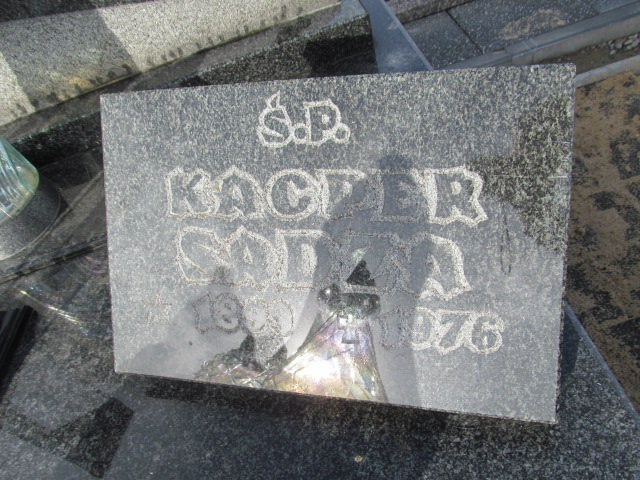 Ś.P.
KACPER
SADZA
1976